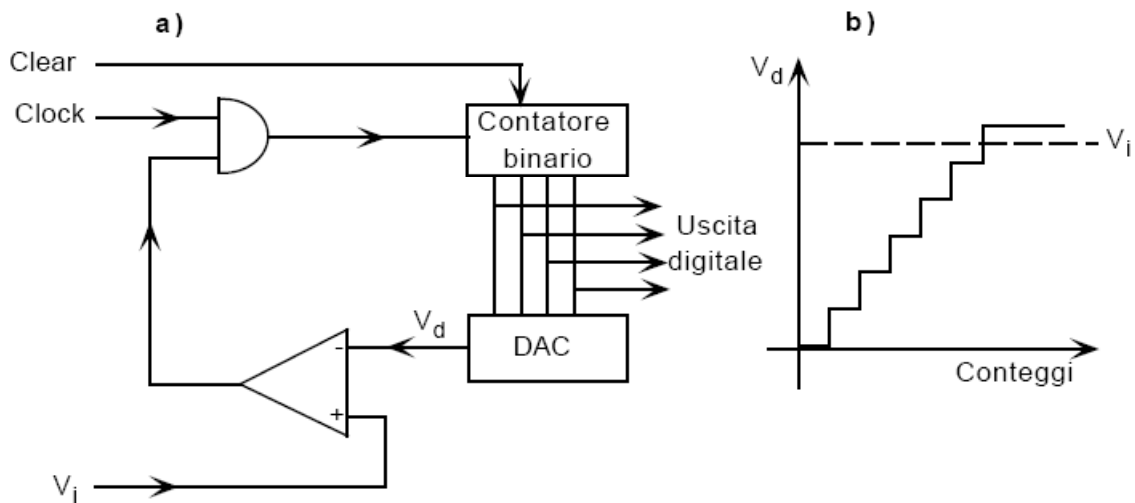 a)
Clear
Clock
Contatore
binario
Uscita
digitale
V_d
DAC
-
+
V_i
b)
V_d
V_i
Conteggi